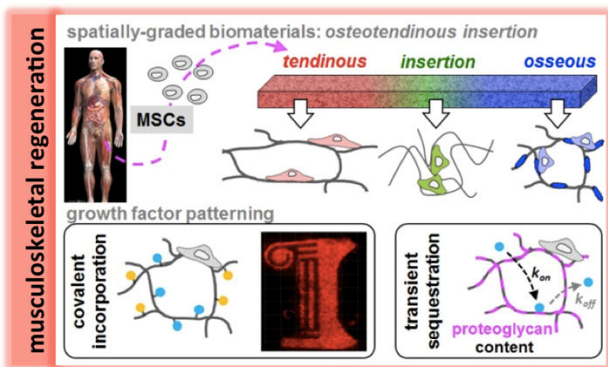 musculoskeletal regeneration
spatially-graded biomaterials: osteotendinous insertion
MSCs
tendinous insertion osseous
growth factor patterning
covalent
incorporation
transient
sequestration
kon
koff
proteoglycan
content